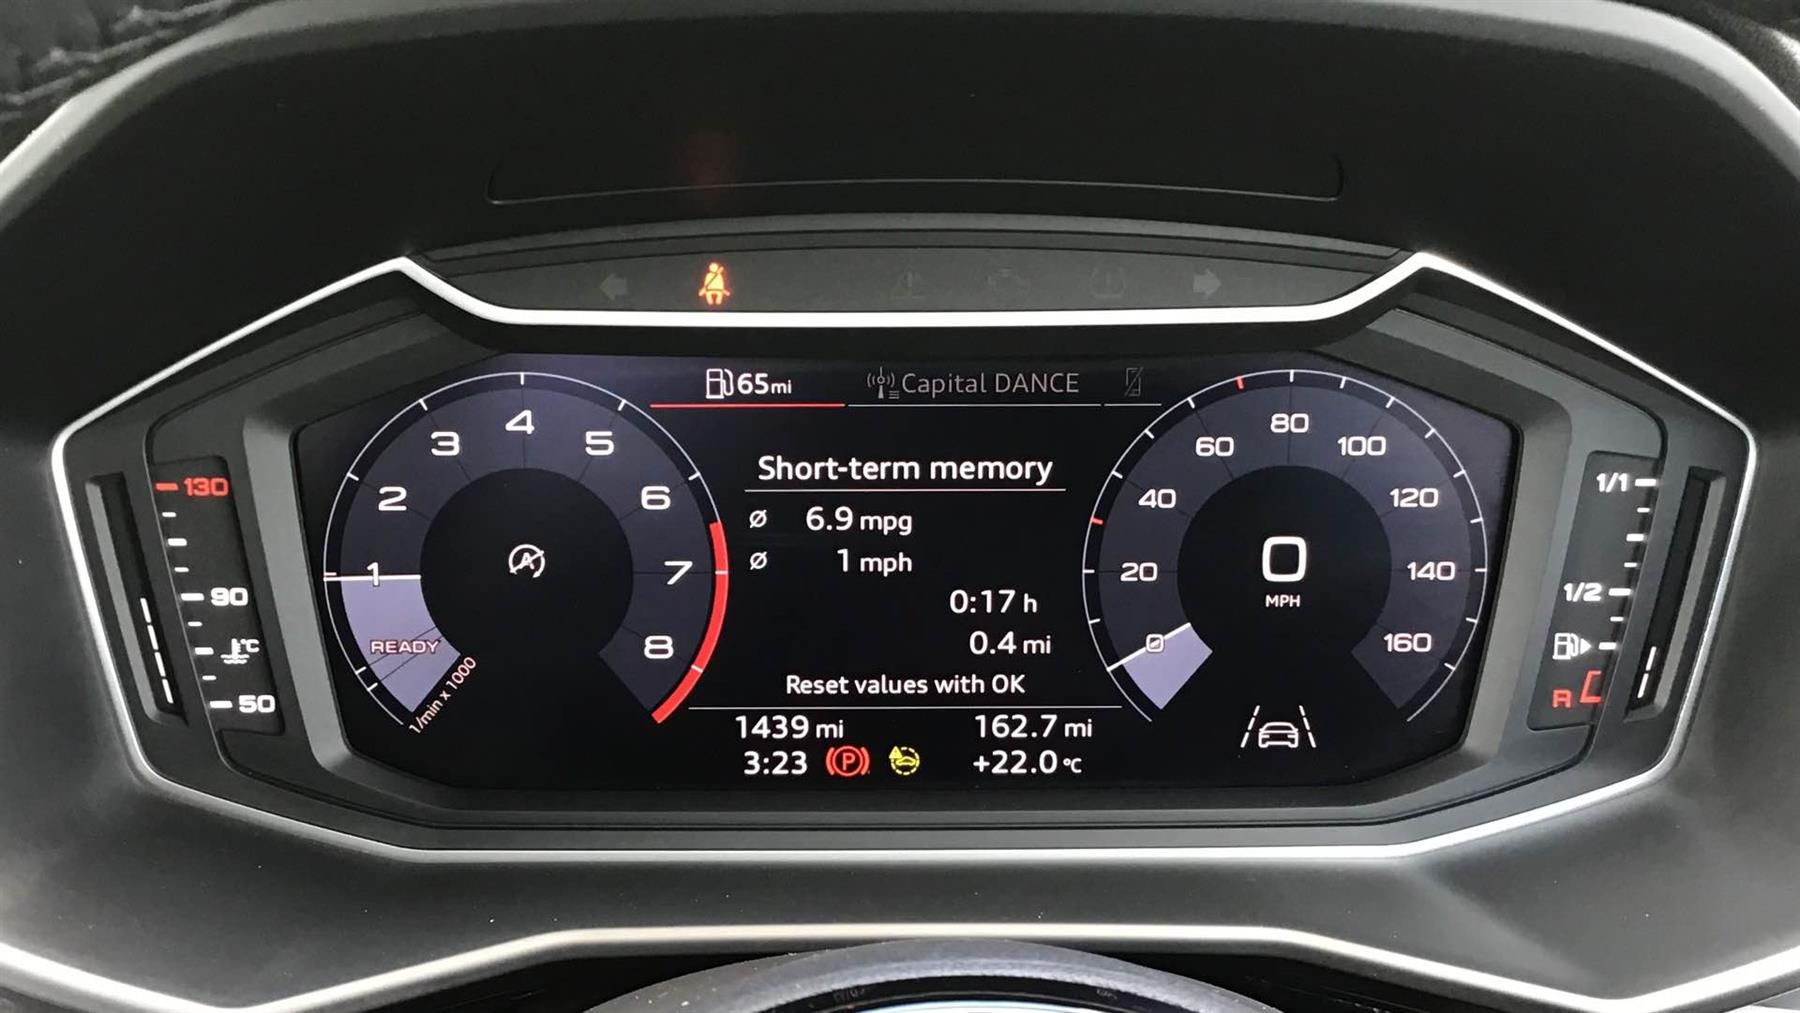 65mi
Capital DANCE
Short-term memory
Ø 6.9 mpg
Ø 1 mph
0:17 h
0.4 mi
Reset values with OK
1439 mi 162.7 mi
3:23 P +22.0 °C
1 2 3 4 5 6 7 8
READY
1/min x 1000
A
0 20 40 60 80 100 120 140 160
0
MPH
130
90
°C
50
1/1
1/2
R